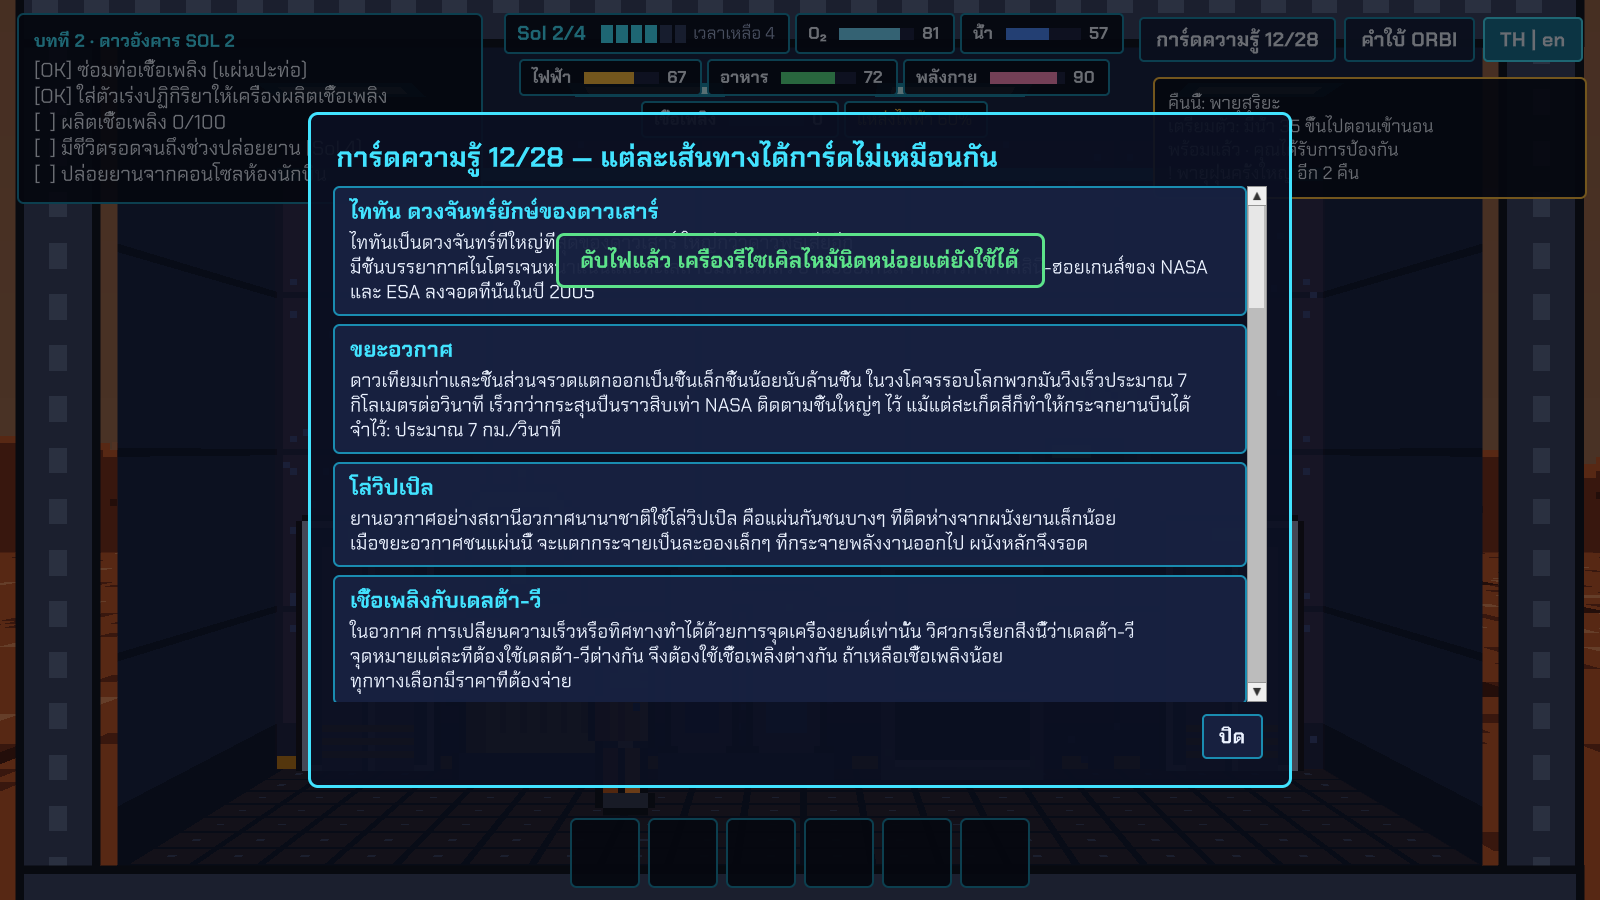 บทที่ 2 · ดาวอังคาร SOL 2
[OK] ซ่อมท่อเชื้อเพลิง (แผ่นปะท่อ)
[OK] ใส่ตัวเร่งปฏิกิริยาให้เครื่องผลิตเชื้อเพลิง
[ ] ผลิตเชื้อเพลิง 0/100
[ ] มีชีวิตรอดจนถึงช่วงปล่อยยาน
[ ] ปล่อยยานจากคอนโซลห้องนักบิน
Sol 2/4 เวลาเหลือ 4
O₂ 81
น้ำ 57
ไฟฟ้า 67
อาหาร 72
พลังกาย 90
เชื้อเพลิง 0
การ์ดความรู้ 12/28
คำใบ้ ORBI
TH | en
คืนนี้: พายุสุริยะ
ขึ้นไปตอนเข้านอน
ได้รับการป้องกัน
อีก 2 คืน
การ์ดความรู้ 12/28 — แต่ละเส้นทางได้การ์ดไม่เหมือนกัน
ไททัน ดวงจันทร์ยักษ์ของดาวเสาร์
ไททันเป็นดวงจันทร์ที่ใหญ่ที่
มีชั้นบรรยากาศไนโตรเจน -ฮอยเกนส์ของ NASA
และ ESA ลงจอดที่นั่นในปี 2005
ดับไฟแล้ว เครื่องรีไซเคิลไหม้นิดหน่อยแต่ยังใช้ได้
ขยะอวกาศ
ดาวเทียมเก่าและชิ้นส่วนจรวดแตกออกเป็นชิ้นเล็กชิ้นน้อยนับล้านชิ้น ในวงโคจรรอบโลกพวกมันวิ่งเร็วประมาณ 7
กิโลเมตรต่อวินาที เร็วกว่ากระสุนปืนราวสิบเท่า NASA ติดตามชิ้นใหญ่ๆ ไว้ แม้แต่สะเก็ดสีก็ทำให้กระจกยานบิ่นได้
จำไว้: ประมาณ 7 กม./วินาที
โล่วิปเปิล
ยานอวกาศอย่างสถานีอวกาศนานาชาติใช้โล่วิปเปิล คือแผ่นกันชนบางๆ ที่ติดห่างจากผนังยานเล็กน้อย
เมื่อขยะอวกาศชนแผ่นนี้ จะแตกกระจายเป็นละอองเล็กๆ ที่กระจายพลังงานออกไป ผนังหลักจึงรอด
เชื้อเพลิงกับเดลต้า-วี
ในอวกาศ การเปลี่ยนความเร็วหรือทิศทางทำได้ด้วยการจุดเครื่องยนต์เท่านั้น วิศวกรเรียกสิ่งนี้ว่าเดลต้า-วี
จุดหมายแต่ละที่ต้องใช้เดลต้า-วีต่างกัน จึงต้องใช้เชื้อเพลิงต่างกัน ถ้าเหลือเชื้อเพลิงน้อย
ทุกทางเลือกมีราคาที่ต้องจ่าย
ปิด